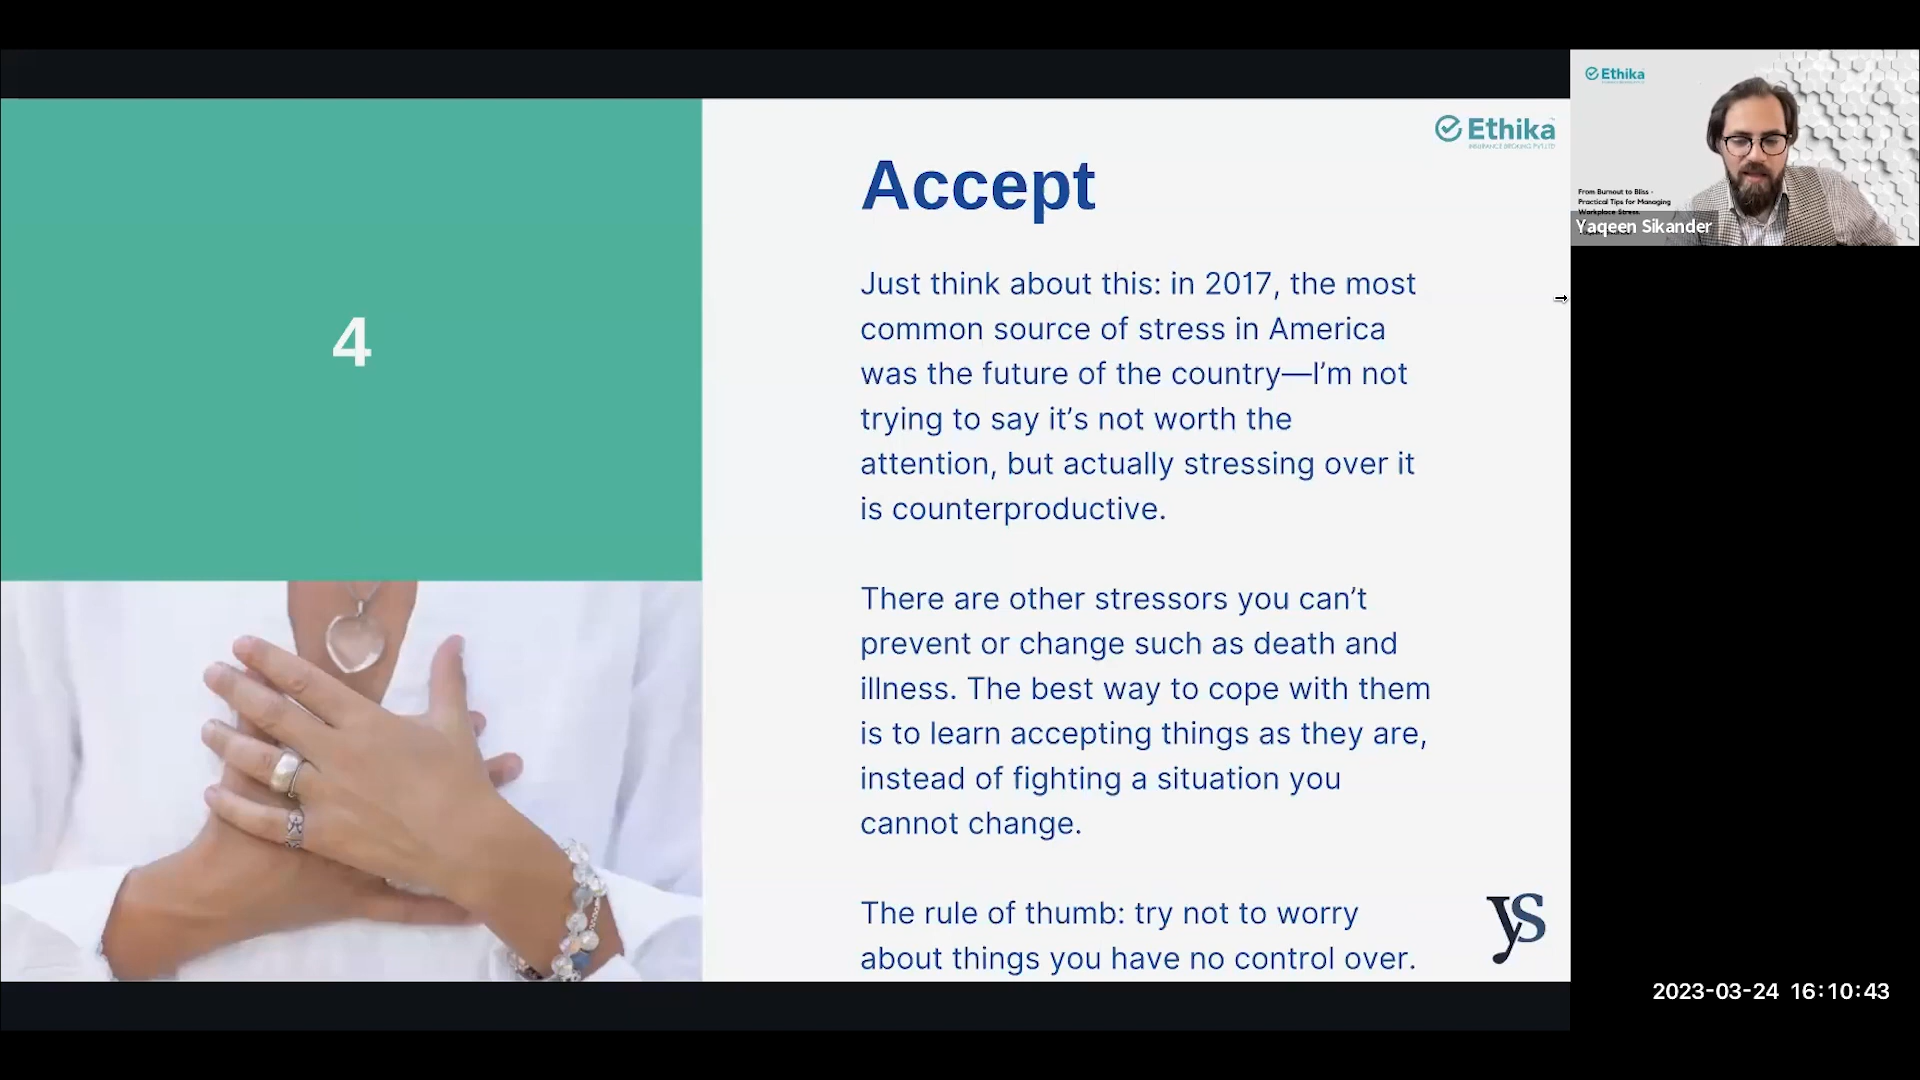 4
Ethika
INSURANCE BROKING PVT.LTD
Accept
Just think about this: in 2017, the most
common source of stress in America
was the future of the country—I’m not
trying to say it’s not worth the
attention, but actually stressing over it
is counterproductive.
There are other stressors you can’t
prevent or change such as death and
illness. The best way to cope with them
is to learn accepting things as they are,
instead of fighting a situation you
cannot change.
The rule of thumb: try not to worry
about things you have no control over.
ys
Ethika
From Burnout to Bliss -
Practical Tips for Managing
Workplace Stress.
Yaqeen Sikander
2023-03-24 16:10:43